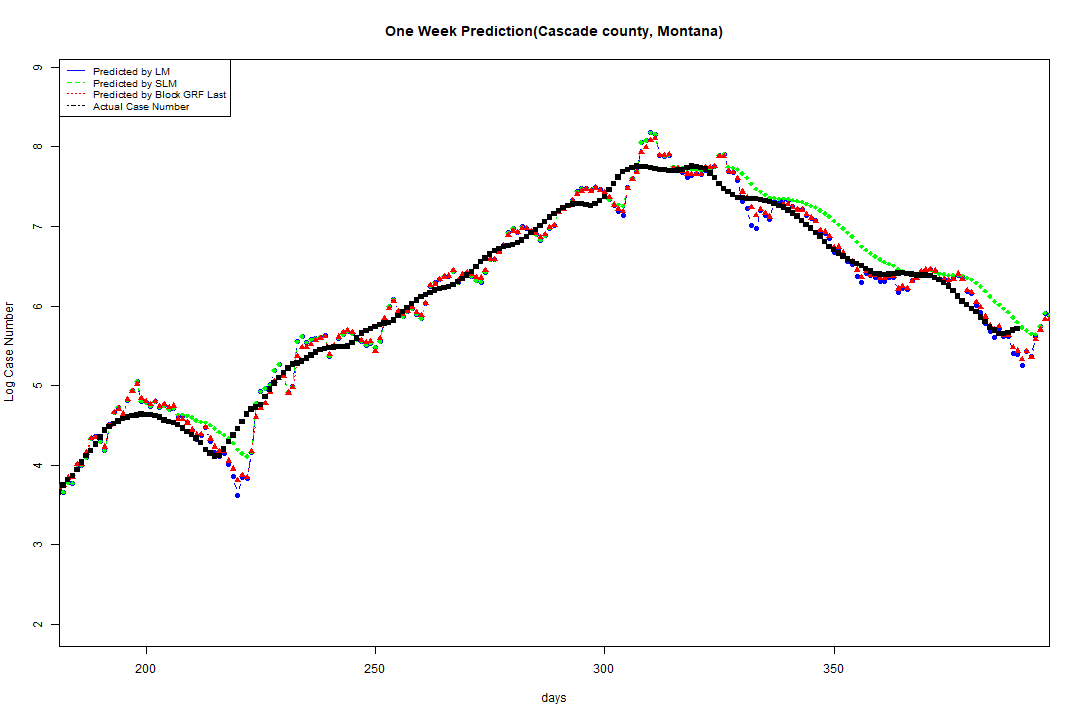 One Week Prediction(Cascade county, Montana)
Predicted by LM
Predicted by SLM
Predicted by Block GRF Last
Actual Case Number
9
8
7
6
5
4
3
2
Log Case Number
200
250
300
350
days